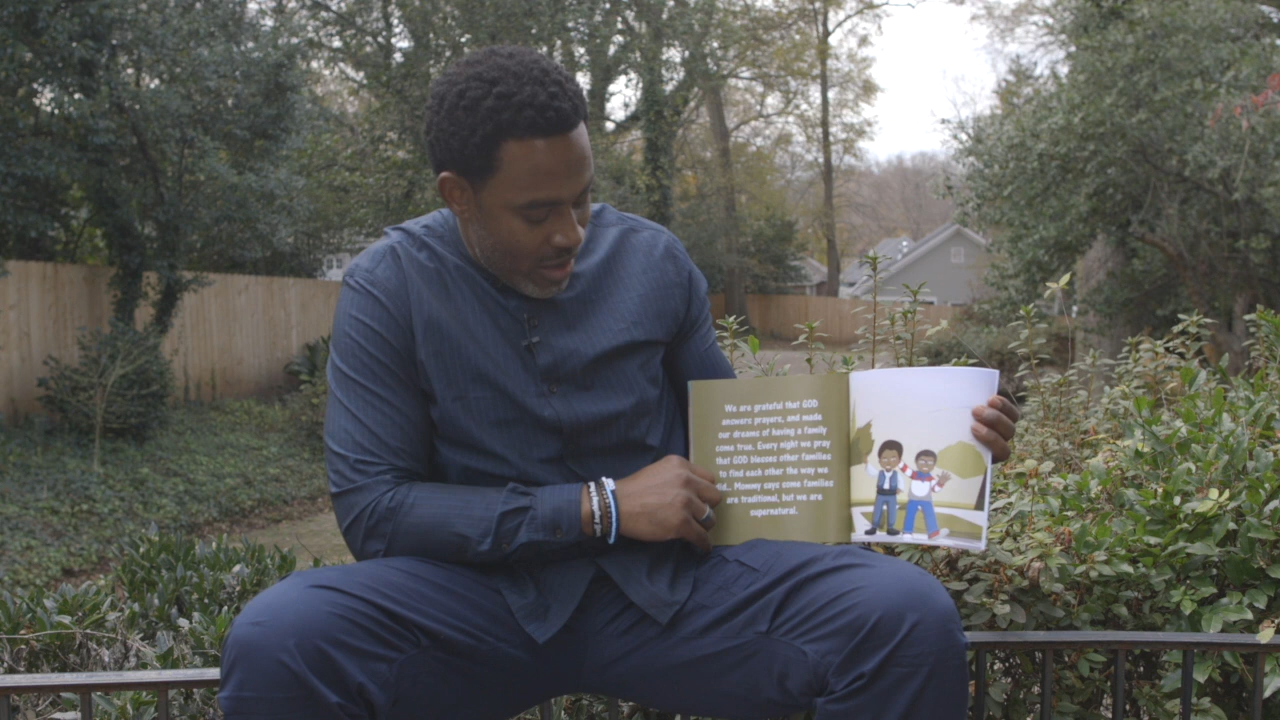 We are grateful that GOD
answers prayers, and made
our dreams of having a family
come true. Every night we pray
that GOD blesses other families
to find each other the way we
did. Mommy says some families
are traditional, but we are
supernatural.